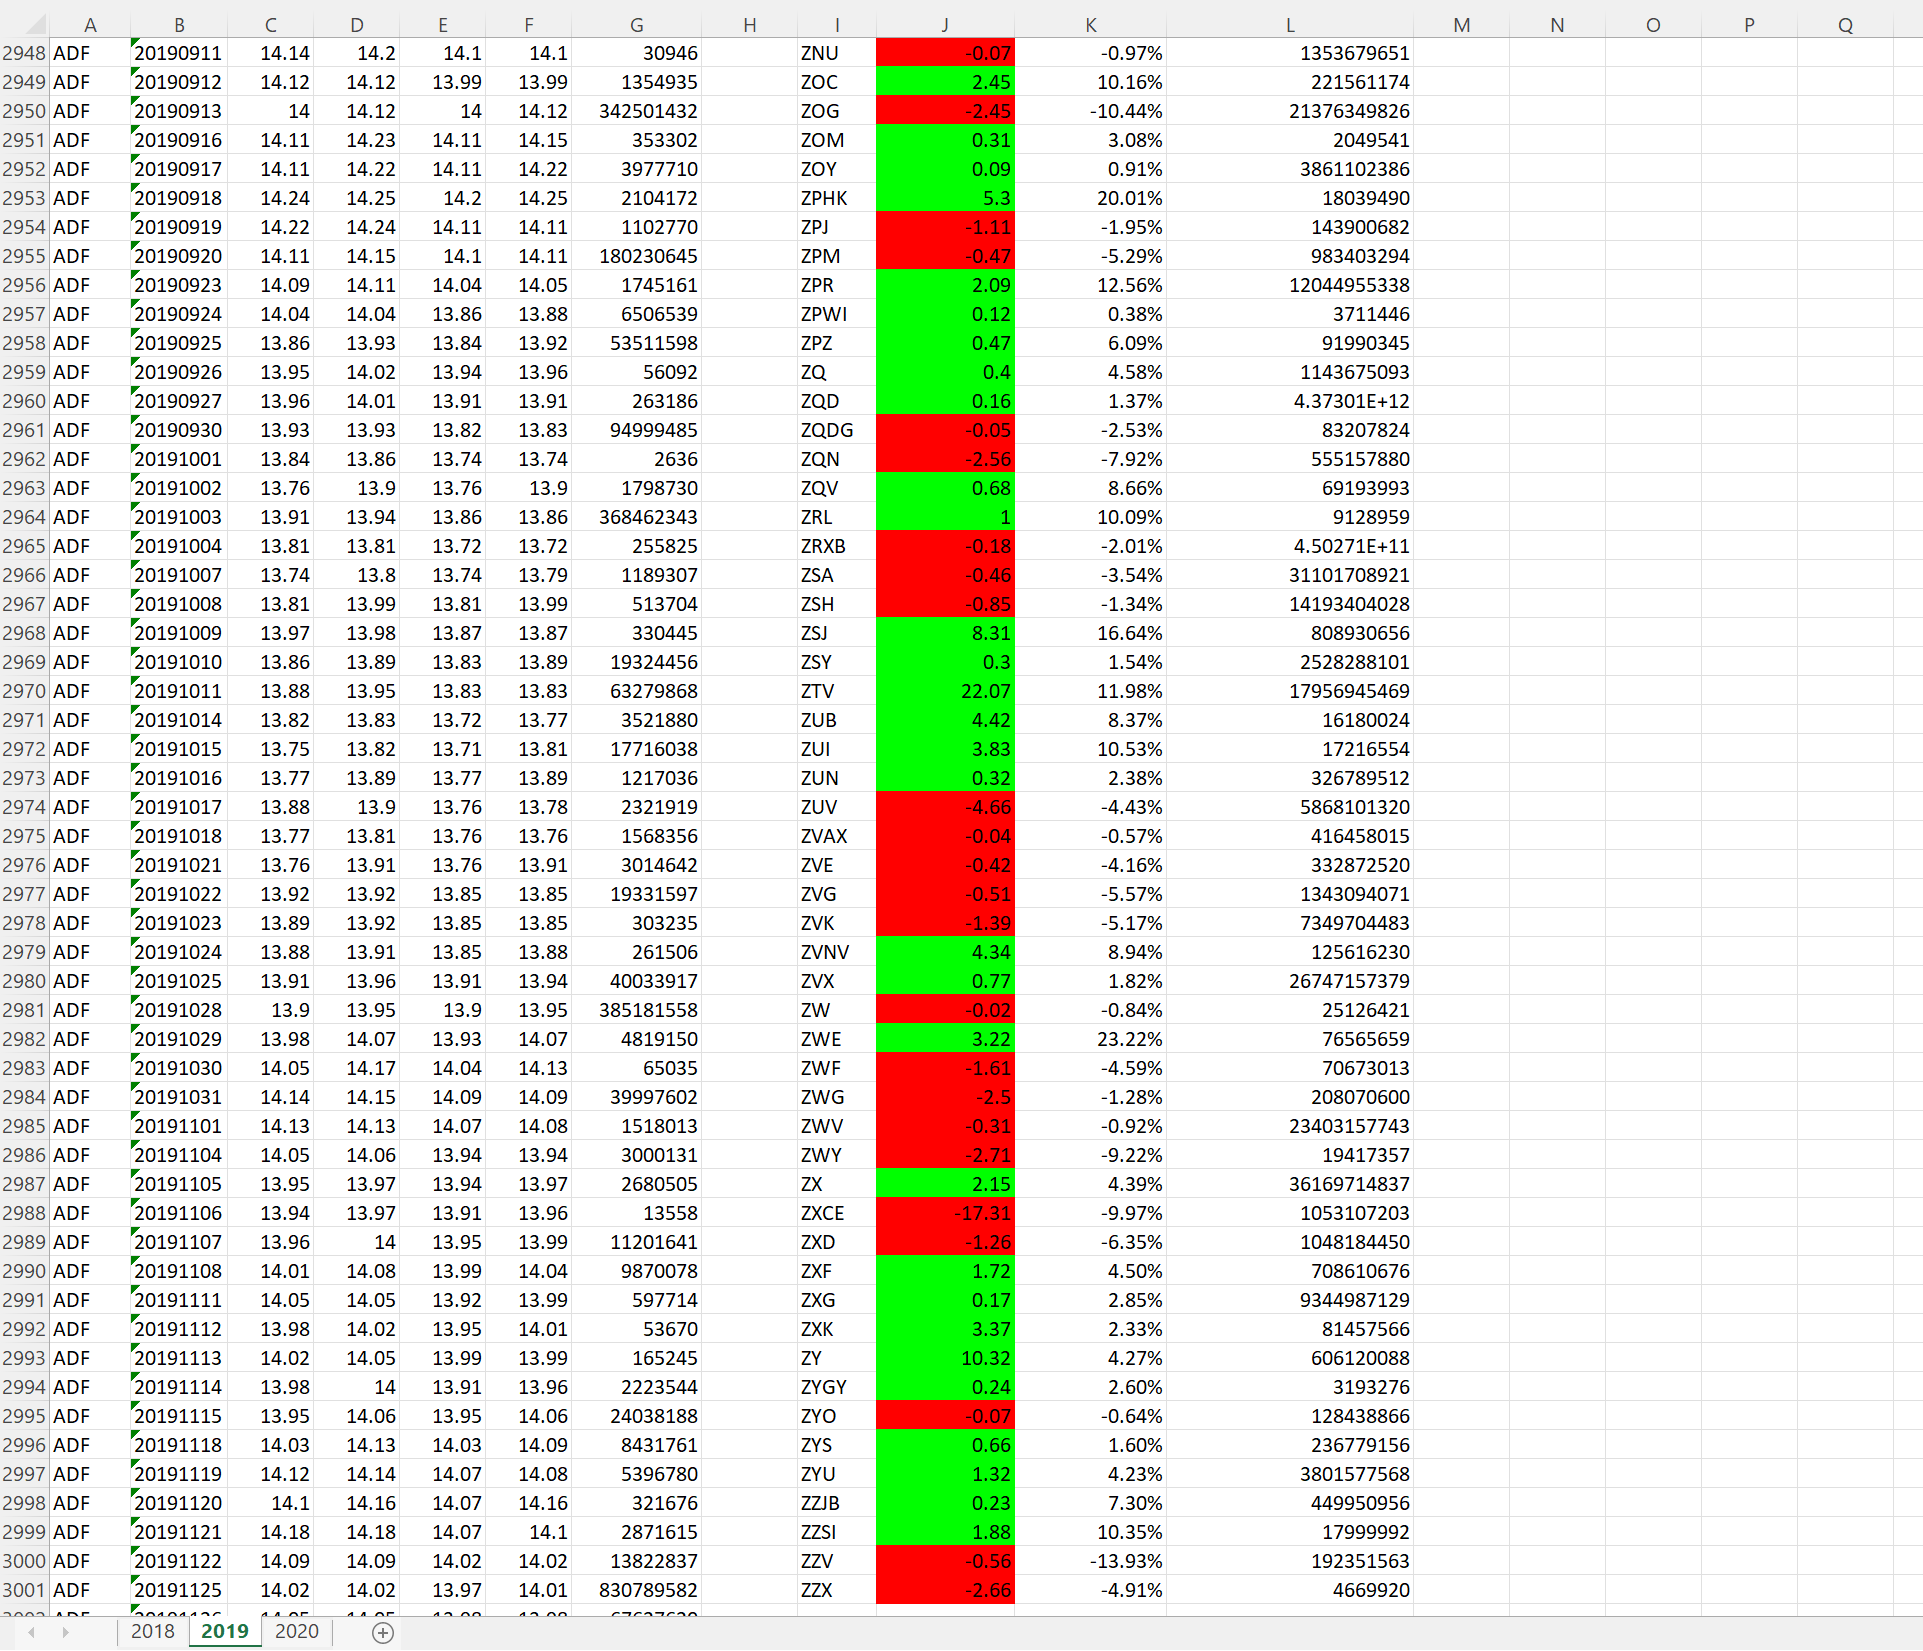 A B C D E F G H I J K L M N O P Q
2948 ADF 20190911 14.14 14.2 14.1 14.1 30946 ZNU -0.07 -0.97% 1353679651
2949 ADF 20190912 14.12 14.12 13.99 13.99 1354935 ZOC 2.45 10.16% 221561174
2950 ADF 20190913 14 14.12 14 14.12 342501432 ZOG -2.45 -10.44% 21376349826
2951 ADF 20190916 14.11 14.23 14.11 14.15 353302 ZOM 0.31 3.08% 2049541
2952 ADF 20190917 14.11 14.22 14.11 14.22 3977710 ZOY 0.09 0.91% 3861102386
2953 ADF 20190918 14.24 14.25 14.2 14.25 2104172 ZPHK 5.3 20.01% 18039490
2954 ADF 20190919 14.22 14.24 14.11 14.11 1102770 ZPJ -1.11 -1.95% 143900682
2955 ADF 20190920 14.11 14.15 14.1 14.11 180230645 ZPM -0.47 -5.29% 983403294
2956 ADF 20190923 14.09 14.11 14.04 14.05 1745161 ZPR 2.09 12.56% 12044955338
2957 ADF 20190924 14.04 14.04 13.86 13.88 6506539 ZPWI 0.12 0.38% 3711446
2958 ADF 20190925 13.86 13.93 13.84 13.92 53511598 ZPZ 0.47 6.09% 91990345
2959 ADF 20190926 13.95 14.02 13.94 13.96 56092 ZQ 0.4 4.58% 1143675093
2960 ADF 20190927 13.96 14.01 13.91 13.91 263186 ZQD 0.16 1.37% 4.37301E+12
2961 ADF 20190930 13.93 13.93 13.82 13.83 94999485 ZQDG -0.05 -2.53% 83207824
2962 ADF 20191001 13.84 13.86 13.74 13.74 2636 ZQN -2.56 -7.92% 555157880
2963 ADF 20191002 13.76 13.9 13.76 13.9 1798730 ZQV 0.68 8.66% 69193993
2964 ADF 20191003 13.91 13.94 13.86 13.86 368462343 ZRL 1 10.09% 9128959
2965 ADF 20191004 13.81 13.81 13.72 13.72 255825 ZRXB -0.18 -2.01% 4.50271E+11
2966 ADF 20191007 13.74 13.8 13.74 13.79 1189307 ZSA -0.46 -3.54% 31101708921
2967 ADF 20191008 13.81 13.99 13.81 13.99 513704 ZSH -0.85 -1.34% 14193404028
2968 ADF 20191009 13.97 13.98 13.87 13.87 330445 ZSJ 8.31 16.64% 808930656
2969 ADF 20191010 13.86 13.89 13.83 13.89 19324456 ZSY 0.3 1.54% 2528288101
2970 ADF 20191011 13.88 13.95 13.83 13.83 63279868 ZTV 22.07 11.98% 17956945469
2971 ADF 20191014 13.82 13.83 13.72 13.77 3521880 ZUB 4.42 8.37% 16180024
2972 ADF 20191015 13.75 13.82 13.71 13.81 17716038 ZUI 3.83 10.53% 17216554
2973 ADF 20191016 13.77 13.89 13.77 13.89 1217036 ZUN 0.32 2.38% 326789512
2974 ADF 20191017 13.88 13.9 13.76 13.78 2321919 ZUV -4.66 -4.43% 5868101320
2975 ADF 20191018 13.77 13.81 13.76 13.76 1568356 ZVAX -0.04 -0.57% 416458015
2976 ADF 20191021 13.76 13.91 13.76 13.91 3014642 ZVE -0.42 -4.16% 332872520
2977 ADF 20191022 13.92 13.92 13.85 13.85 19331597 ZVG -0.51 -5.57% 1343094071
2978 ADF 20191023 13.89 13.92 13.85 13.85 303235 ZVK -1.39 -5.17% 7349704483
2979 ADF 20191024 13.88 13.91 13.85 13.88 261506 ZVNV 4.34 8.94% 125616230
2980 ADF 20191025 13.91 13.96 13.91 13.94 40033917 ZVX 0.77 1.82% 26747157379
2981 ADF 20191028 13.9 13.95 13.9 13.95 385181558 ZW -0.02 -0.84% 25126421
2982 ADF 20191029 13.98 14.07 13.93 14.07 4819150 ZWE 3.22 23.22% 76565659
2983 ADF 20191030 14.05 14.17 14.04 14.13 65035 ZWF -1.61 -4.59% 70673013
2984 ADF 20191031 14.14 14.15 14.09 14.09 39997602 ZWG -2.5 -1.28% 208070600
2985 ADF 20191101 14.13 14.13 14.07 14.08 1518013 ZWV -0.31 -0.92% 23403157743
2986 ADF 20191104 14.05 14.06 13.94 13.94 3000131 ZWY -2.71 -9.22% 19417357
2987 ADF 20191105 13.95 13.97 13.94 13.97 2680505 ZX 2.15 4.39% 36169714837
2988 ADF 20191106 13.94 13.97 13.91 13.96 13558 ZXCE -17.31 -9.97% 1053107203
2989 ADF 20191107 13.96 14 13.95 13.99 11201641 ZXD -1.26 -6.35% 1048184450
2990 ADF 20191108 14.01 14.08 13.99 14.04 9870078 ZXF 1.72 4.50% 708610676
2991 ADF 20191111 14.05 14.05 13.92 13.99 597714 ZXG 0.17 2.85% 9344987129
2992 ADF 20191112 13.98 14.02 13.95 14.01 53670 ZXK 3.37 2.33% 81457566
2993 ADF 20191113 14.02 14.05 13.99 13.99 165245 ZY 10.32 4.27% 606120088
2994 ADF 20191114 13.98 14 13.91 13.96 2223544 ZYGY 0.24 2.60% 3193276
2995 ADF 20191115 13.95 14.06 13.95 14.06 24038188 ZYO -0.07 -0.64% 128438866
2996 ADF 20191118 14.03 14.13 14.03 14.09 8431761 ZYS 0.66 1.60% 236779156
2997 ADF 20191119 14.12 14.14 14.07 14.08 5396780 ZYU 1.32 4.23% 3801577568
2998 ADF 20191120 14.1 14.16 14.07 14.16 321676 ZZJB 0.23 7.30% 449950956
2999 ADF 20191121 14.18 14.18 14.07 14.1 2871615 ZZSI 1.88 10.35% 17999992
3000 ADF 20191122 14.09 14.09 14.02 14.02 13822837 ZZV -0.56 -13.93% 192351563
3001 ADF 20191125 14.02 14.02 13.97 14.01 830789582 ZZX -2.66 -4.91% 4669920
2018 2019 2020